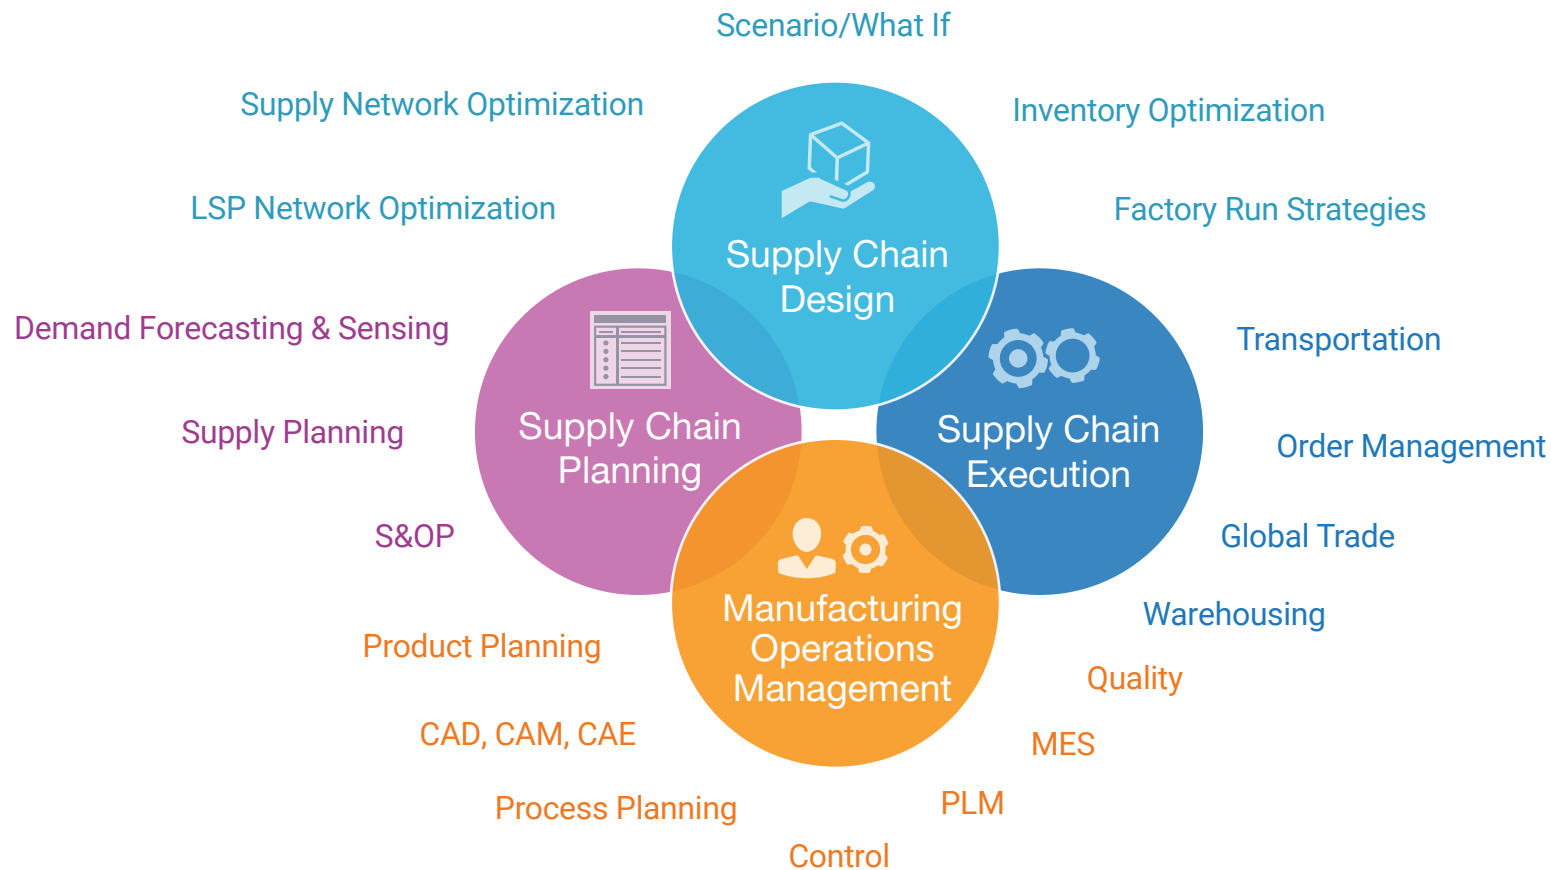 Scenario/What If
Supply Network Optimization
Inventory Optimization
LSP Network Optimization
Factory Run Strategies
Supply Chain
Design
Demand Forecasting & Sensing
Transportation
Supply Planning
Supply Chain
Planning
Supply Chain
Execution
Order Management
S&OP
Global Trade
Manufacturing
Operations
Management
Warehousing
Product Planning
Quality
CAD, CAM, CAE
MES
Process Planning
PLM
Control